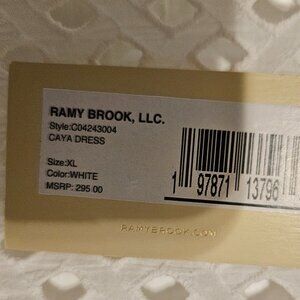 RAMY BROOK, LLC.
Style:C04243004
CAYA DRESS
Size:XL
Color:WHITE
MSRP: 295.00
1 97871 13796
RAMYBROOK.COM